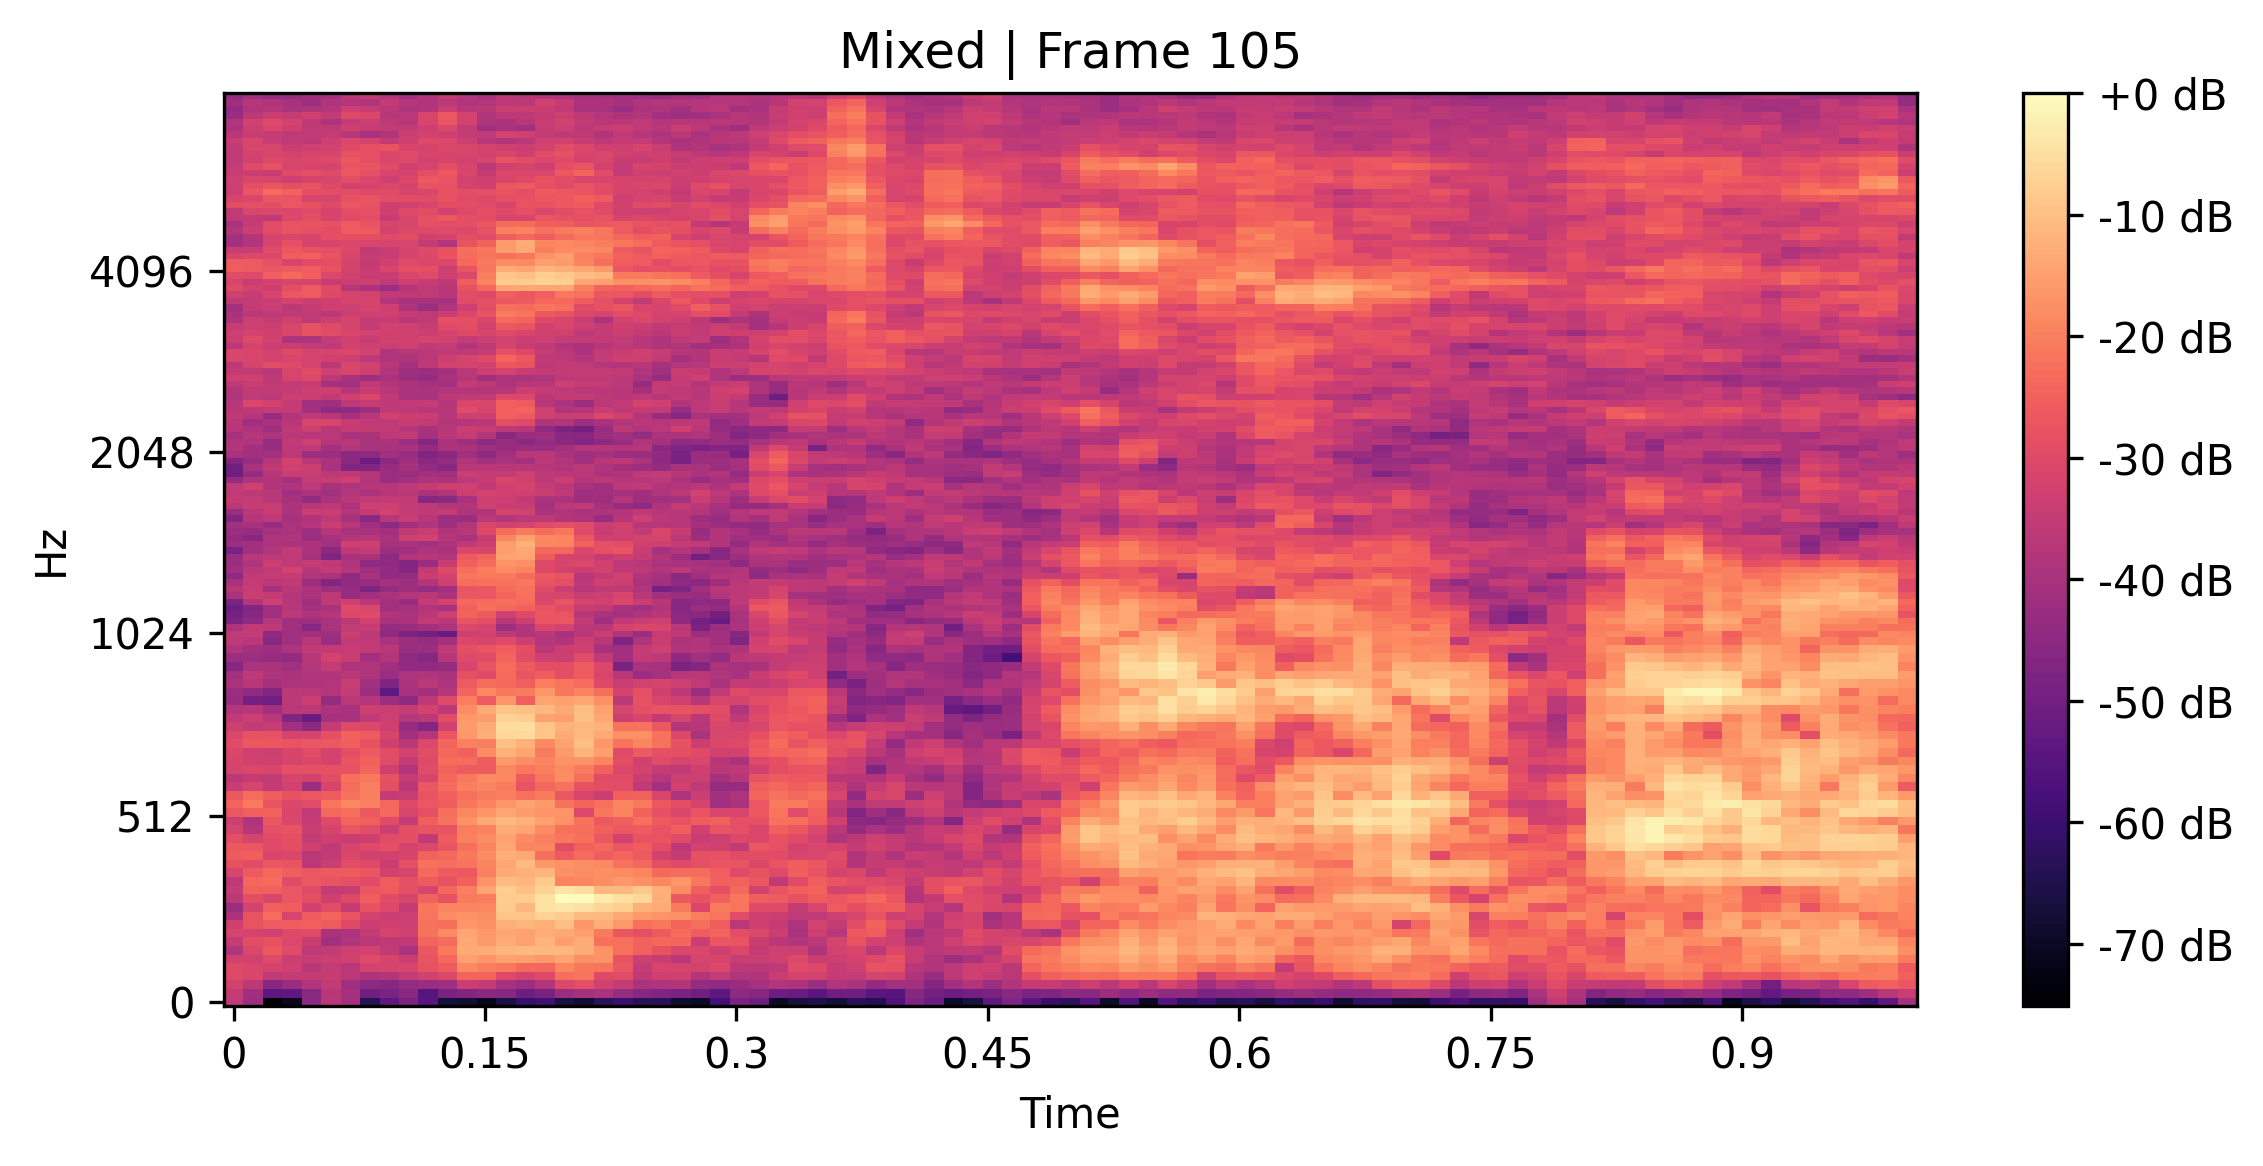 Mixed | Frame 105
+0 dB
-10 dB
-20 dB
-30 dB
-40 dB
-50 dB
-60 dB
-70 dB
Hz
4096
2048
1024
512
0
0 0.15 0.3 0.45 0.6 0.75 0.9
Time